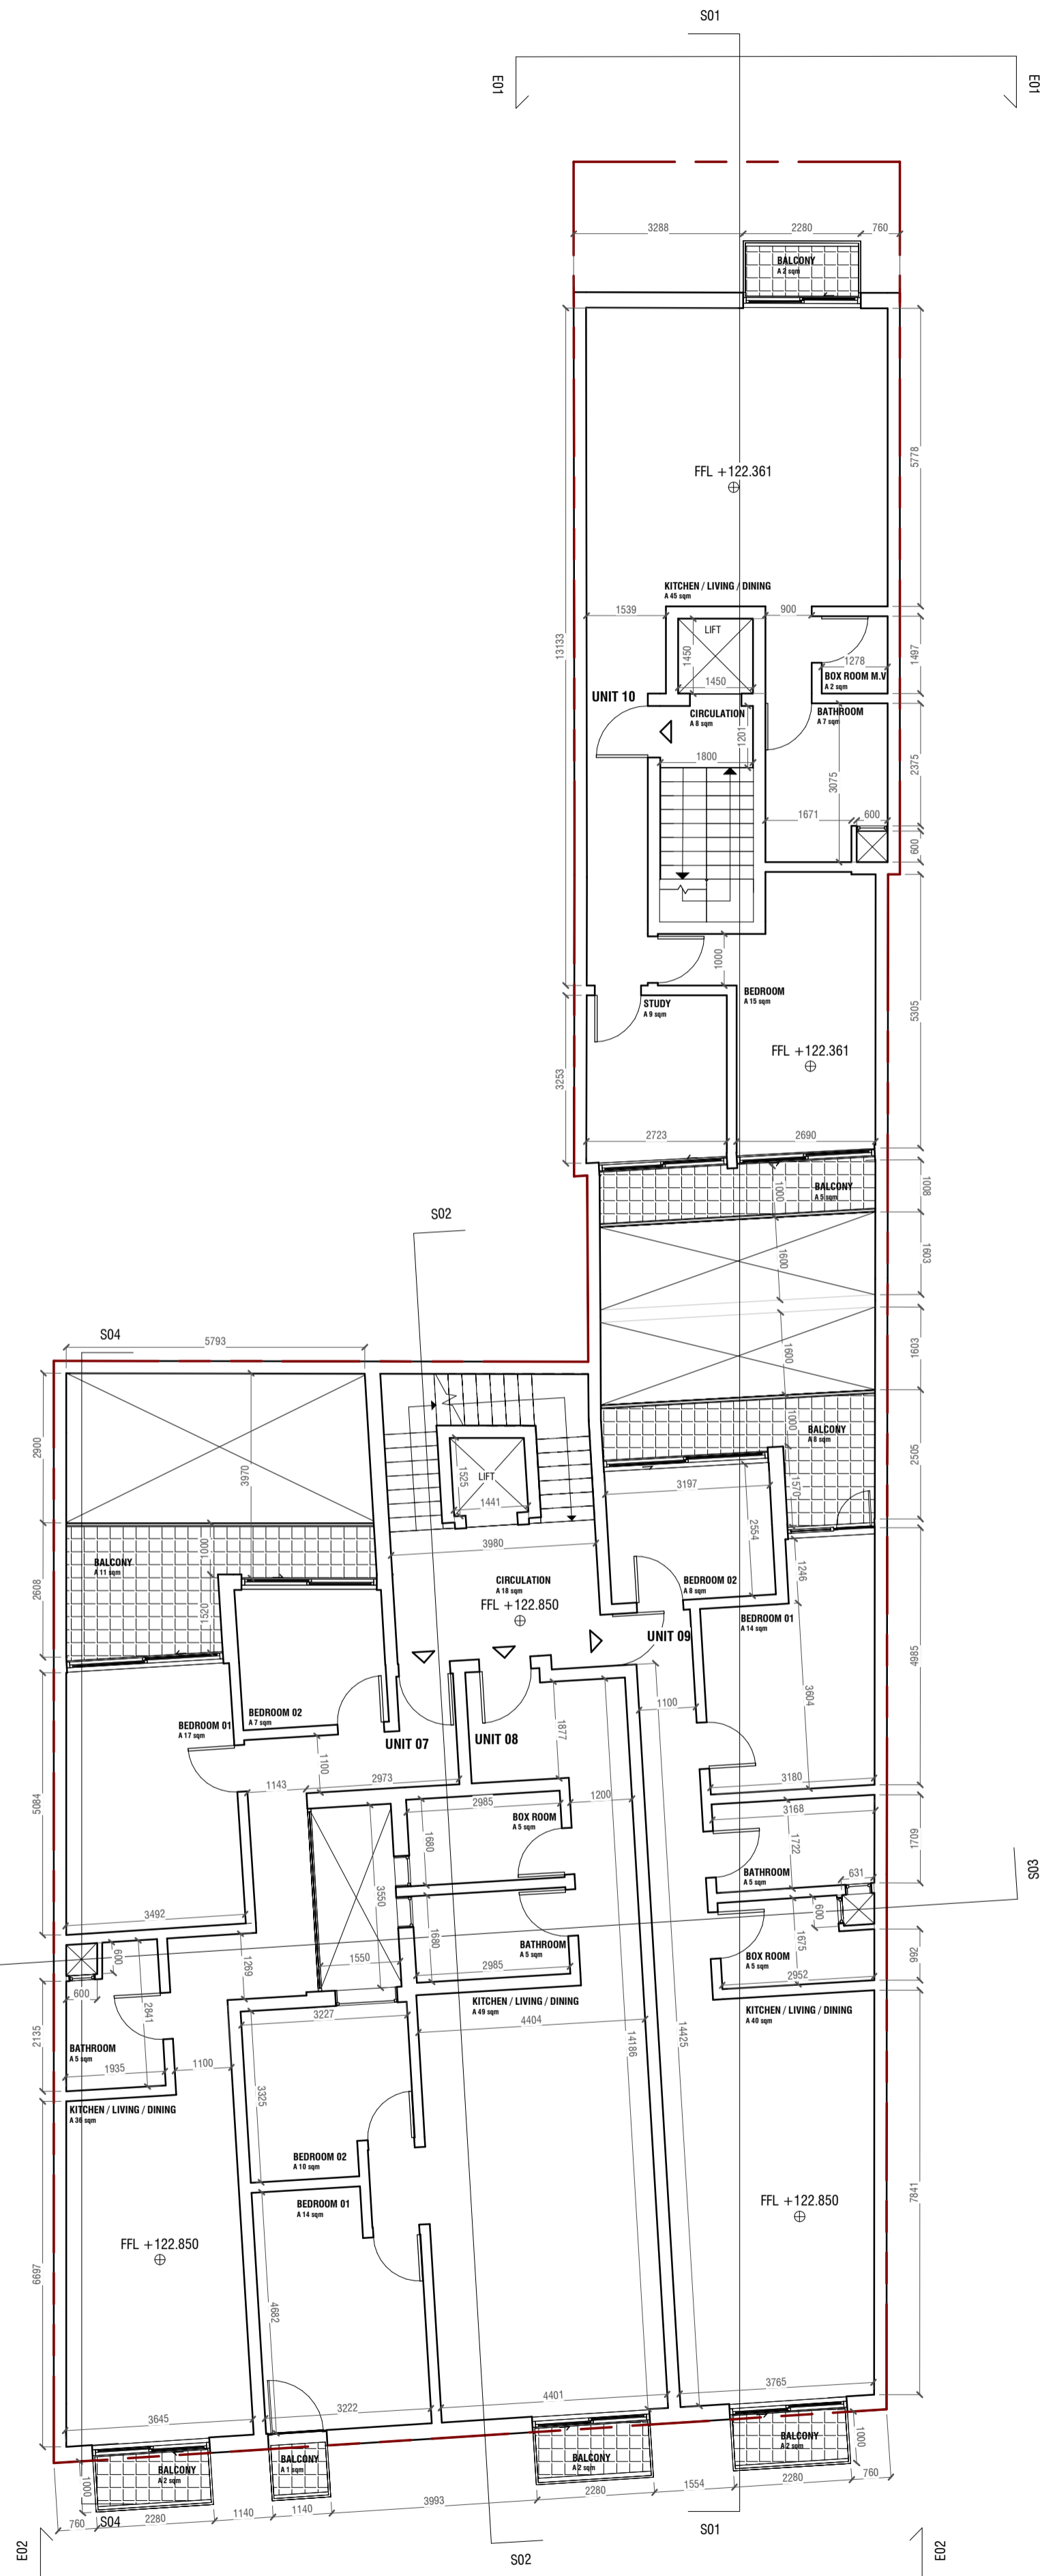 S01
E01
E01
3288
2280
760
BALCONY
A 2 sqm
5778
FFL +122.361
13133
KITCHEN / LIVING / DINING
A 45 sqm
1539
900
LIFT
1450
1450
1497
1278
BOX ROOM M.V
A 2 sqm
UNIT 10
CIRCULATION
A 8 sqm
BATHROOM
A 7 sqm
1201
1800
2375
3075
1671
600
600
1000
BEDROOM
A 15 sqm
STUDY
A 9 sqm
5305
FFL +122.361
3253
2723
2690
BALCONY
A 5 sqm
1000
1008
S02
1600
1693
S04
5793
1600
1603
2900
3970
1000
BALCONY
A 8 sqm
2505
LIFT
1525
1441
3197
1570
2554
3980
BALCONY
A 11 sqm
1000
2608
1520
CIRCULATION
A 18 sqm
FFL +122.850
BEDROOM 02
A 8 sqm
1246
BEDROOM 01
A 14 sqm
UNIT 09
4985
3604
BEDROOM 01
A 17 sqm
BEDROOM 02
A 7 sqm
1100
UNIT 07
UNIT 08
1877
1100
1143
2973
3180
5084
2985
1200
BOX ROOM
A 5 sqm
3168
1680
1722
1709
S03
BATHROOM
A 5 sqm
631
3550
3492
600
1680
BATHROOM
A 5 sqm
600
1675
992
1269
1550
2985
BOX ROOM
A 5 sqm
2952
600
2841
KITCHEN / LIVING / DINING
A 49 sqm
KITCHEN / LIVING / DINING
A 40 sqm
2135
3227
4404
14186
14425
BATHROOM
A 5 sqm
1935
1100
KITCHEN / LIVING / DINING
A 36 sqm
3325
BEDROOM 02
A 10 sqm
BEDROOM 01
A 14 sqm
7841
FFL +122.850
FFL +122.850
6697
4682
3645
3222
4401
3765
BALCONY
A 2 sqm
BALCONY
A 1 sqm
BALCONY
A 2 sqm
BALCONY
A 2 sqm
1000
1000
760
2280
1140
1140
3993
2280
1554
2280
760
S04
S01
E02
S02
E02